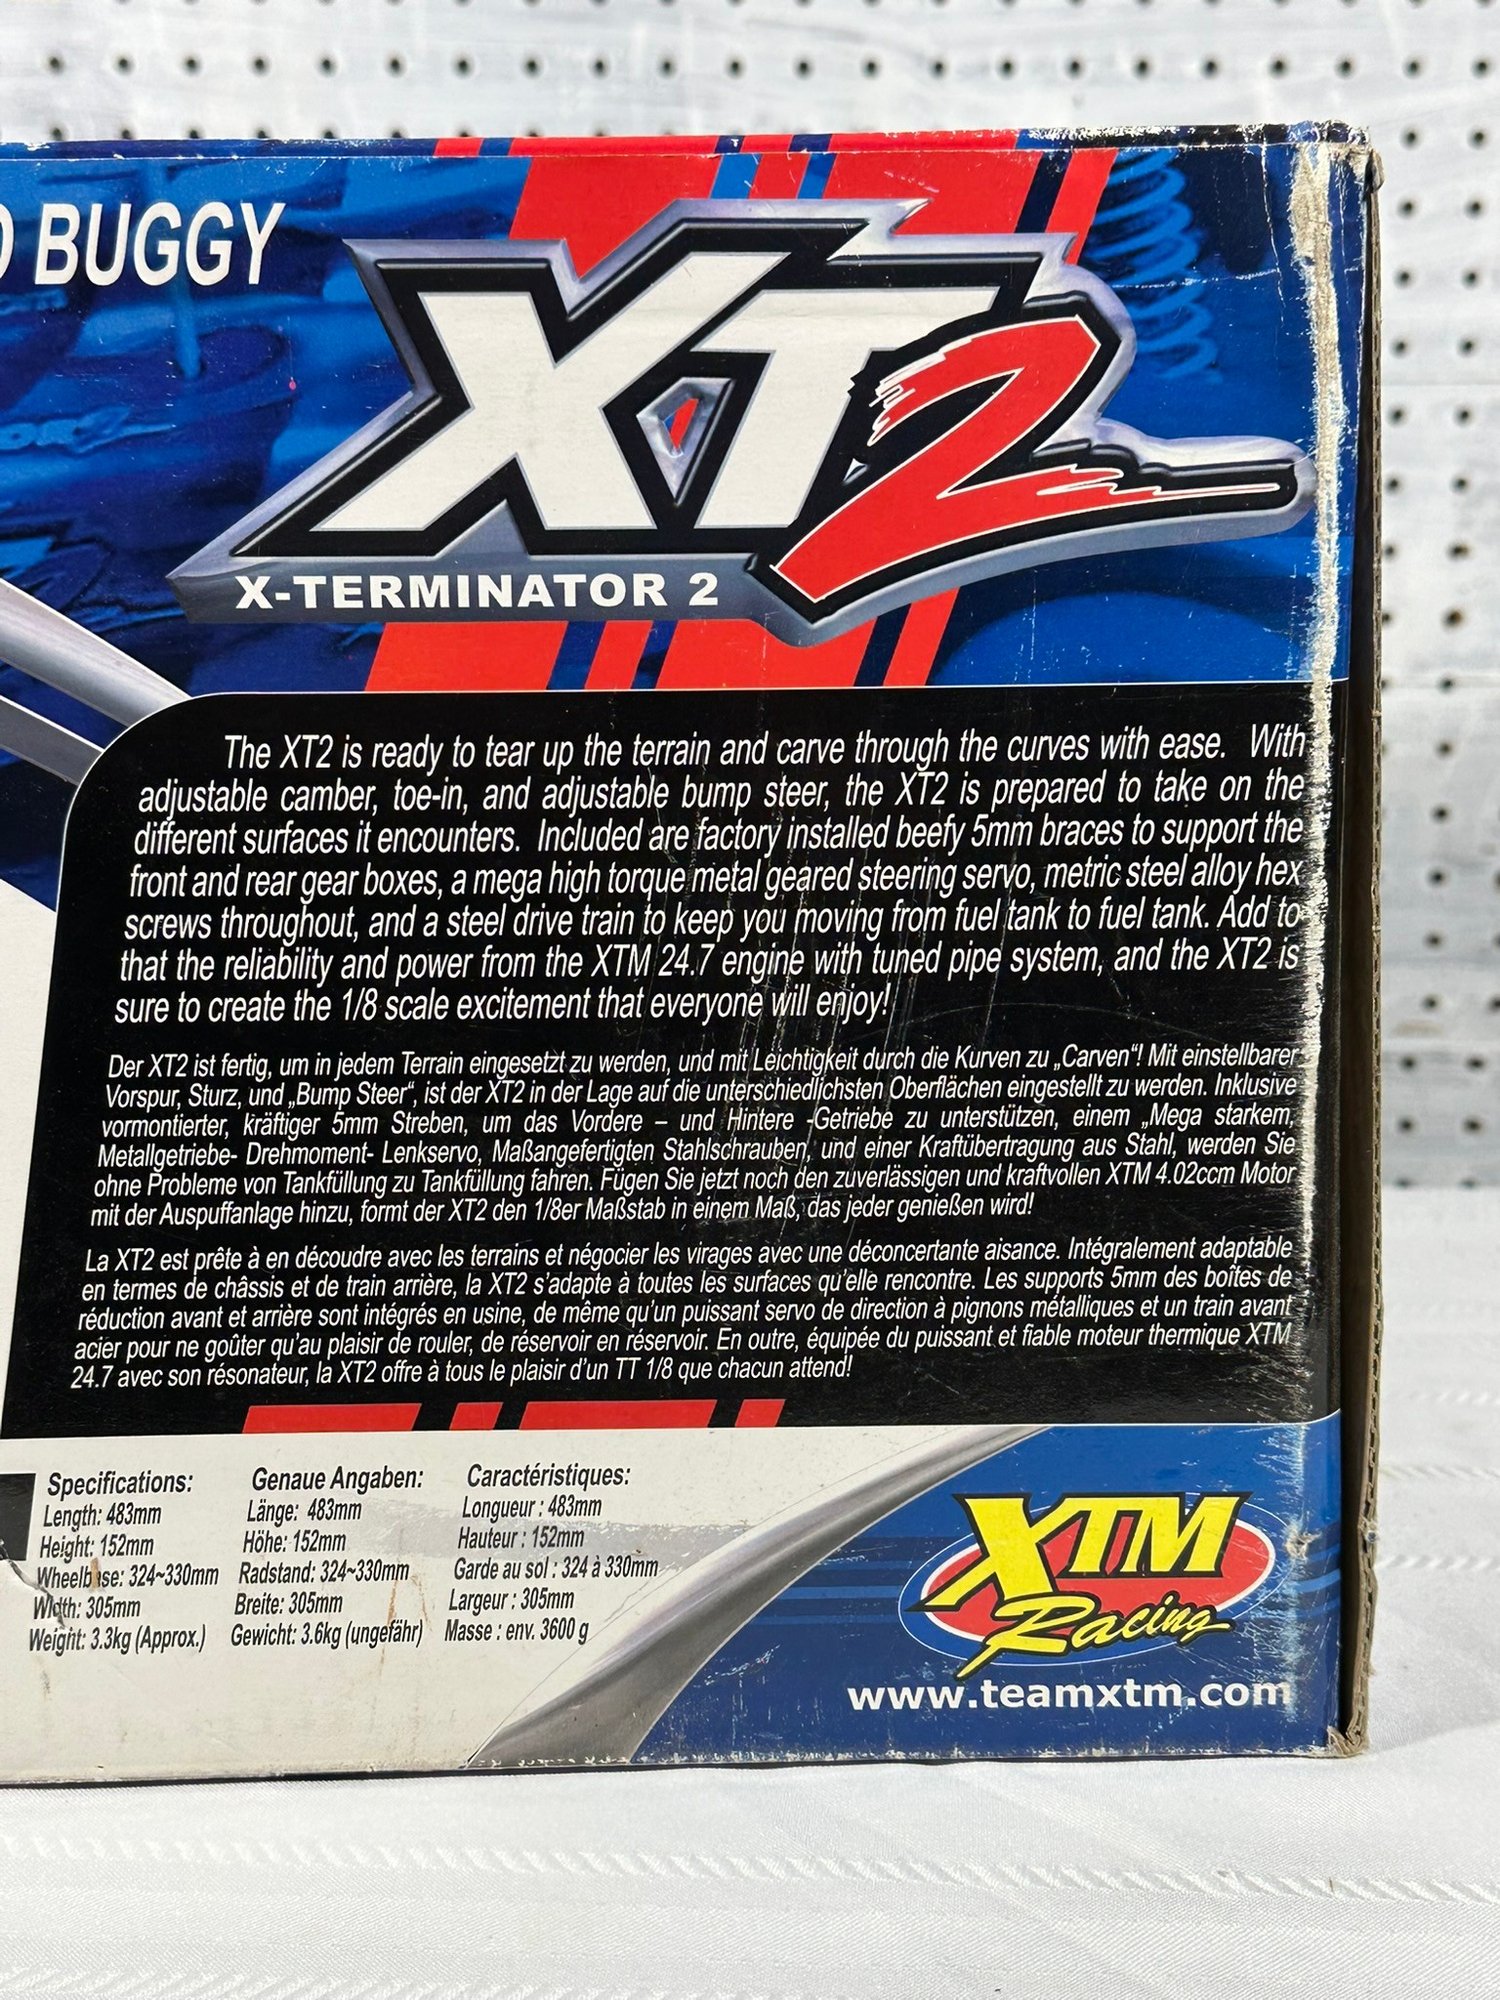 BUGGY
XT2
X-TERMINATOR 2
The XT2 is ready to tear up the terrain and carve through the curves with ease. With
adjustable camber, toe-in, and adjustable bump steer, the XT2 is prepared to take on the
different surfaces it encounters. Included are factory installed beefy 5mm braces to support the
front and rear gear boxes, a mega high torque metal geared steering servo, metric steel alloy hex
screws throughout, and a steel drive train to keep you moving from fuel tank to fuel tank. Add to
that the reliability and power from the XTM 24.7 engine with tuned pipe system, and the XT2 is
sure to create the 1/8 scale excitement that everyone will enjoy!
Der XT2 ist fertig, um in jedem Terrain eingesetzt zu werden, und mit Leichtigkeit durch die Kurven zu „Carven“! Mit einstellbarer
Vorspur, Sturz, und „Bump Steer“, ist der XT2 in der Lage auf die unterschiedlichsten Oberflächen eingestellt zu werden. Inklusive
vormontierter, kräftiger 5mm Streben, um das Vordere – und Hintere -Getriebe zu unterstützen, einem „Mega starkem,
Metallgetriebe- Drehmoment- Lenkservo, Maßangefertigten Stahlschrauben, und einer Kraftübertragung aus Stahl, werden Sie
ohne Probleme von Tankfüllung zu Tankfüllung fahren. Fügen Sie jetzt noch den zuverlässigen und kraftvollen XTM 4.02ccm Motor
mit der Auspuffanlage hinzu, formt der XT2 den 1/8er Maßstab in einem Maß, das jeder genießen wird!
La XT2 est prête à en découdre avec les terrains et négocier les virages avec une déconcertante aisance. Intégralement adaptable
en termes de châssis et de train arrière, la XT2 s'adapte à toutes les surfaces qu'elle rencontre. Les supports 5mm des boîtes de
réduction avant et arrière sont intégrés en usine, de même qu'un puissant servo de direction à pignons métalliques et un train avant
acier pour ne goûter qu'au plaisir de rouler, de réservoir en réservoir. En outre, équipée du puissant et fiable moteur thermique XTM
24.7 avec son résonateur, la XT2 offre à tous le plaisir d'un TT 1/8 que chacun attend!
Specifications:
Length: 483mm
Height: 152mm
Wheelbase: 324~330mm
Width: 305mm
Weight: 3.3kg (Approx.)
Genaue Angaben:
Länge: 483mm
Höhe: 152mm
Radstand: 324~330mm
Breite: 305mm
Gewicht: 3.6kg (ungefähr)
Caractéristiques:
Longueur : 483mm
Hauteur : 152mm
Garde au sol : 324 à 330mm
Largeur : 305mm
Masse : env. 3600 g
XTM
Racing
www.teamxtm.com